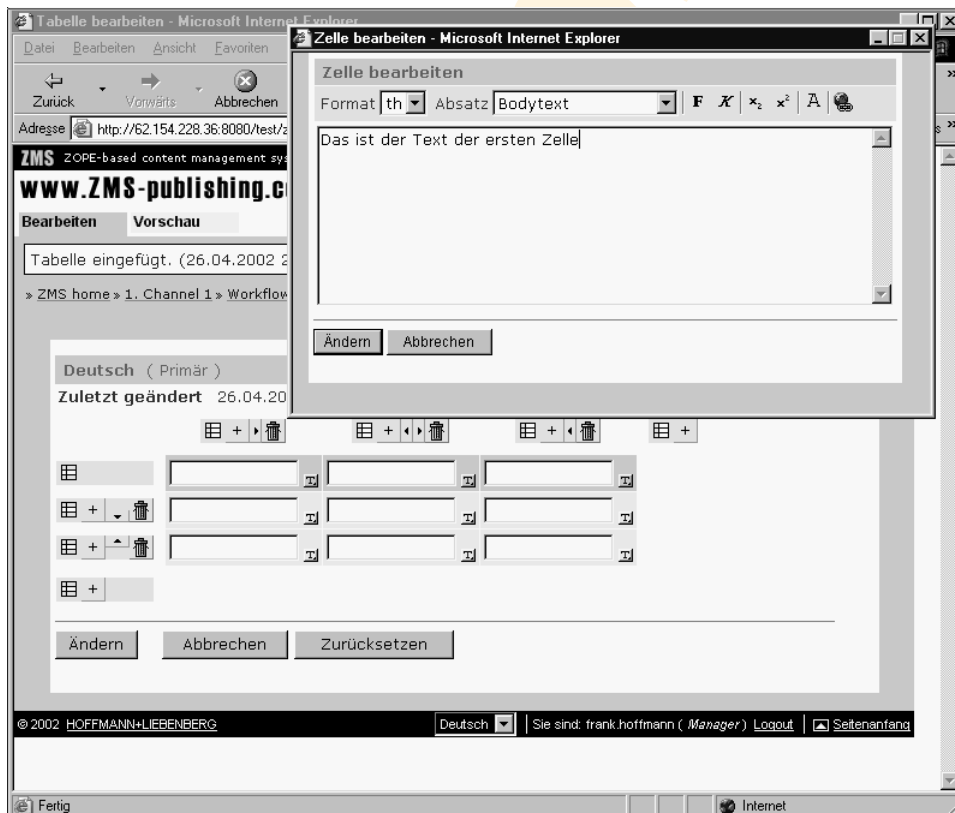 Tabelle bearbeiten - Microsoft Internet Explorer
Datei Bearbeiten Ansicht Favoriten
Zurück Vorwärts Abbrechen
Adresse http://62.154.228.36:8080/test/z
ZMS ZOPE-based content management sys
www.ZMS-publishing.c
Bearbeiten Vorschau
Tabelle eingefügt. (26.04.2002 2
» ZMS home » 1. Channel 1 » Workflow
Zelle bearbeiten - Microsoft Internet Explorer
Zelle bearbeiten
Format th Absatz Bodytext F K x₂ x² A
Das ist der Text der ersten Zelle
Ändern Abbrechen
Deutsch ( Primär )
Zuletzt geändert 26.04.20
Ändern Abbrechen Zurücksetzen
© 2002 HOFFMANN+LIEBENBERG Deutsch Sie sind: frank.hoffmann ( Manager ) Logout Seitenanfang
Fertig Internet